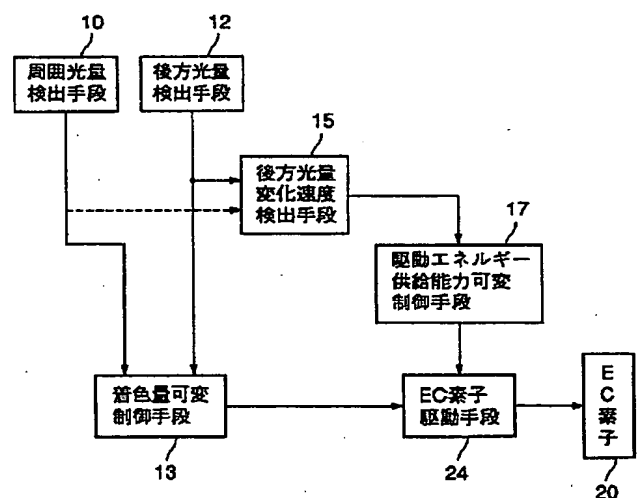 10
周囲光量
検出手段
12
後方光量
検出手段
15
後方光量
変化速度
検出手段
17
駆動エネルギー
供給能力可変
制御手段
着色量可変
制御手段
13
EC素子
駆動手段
24
E
C
素
子
20